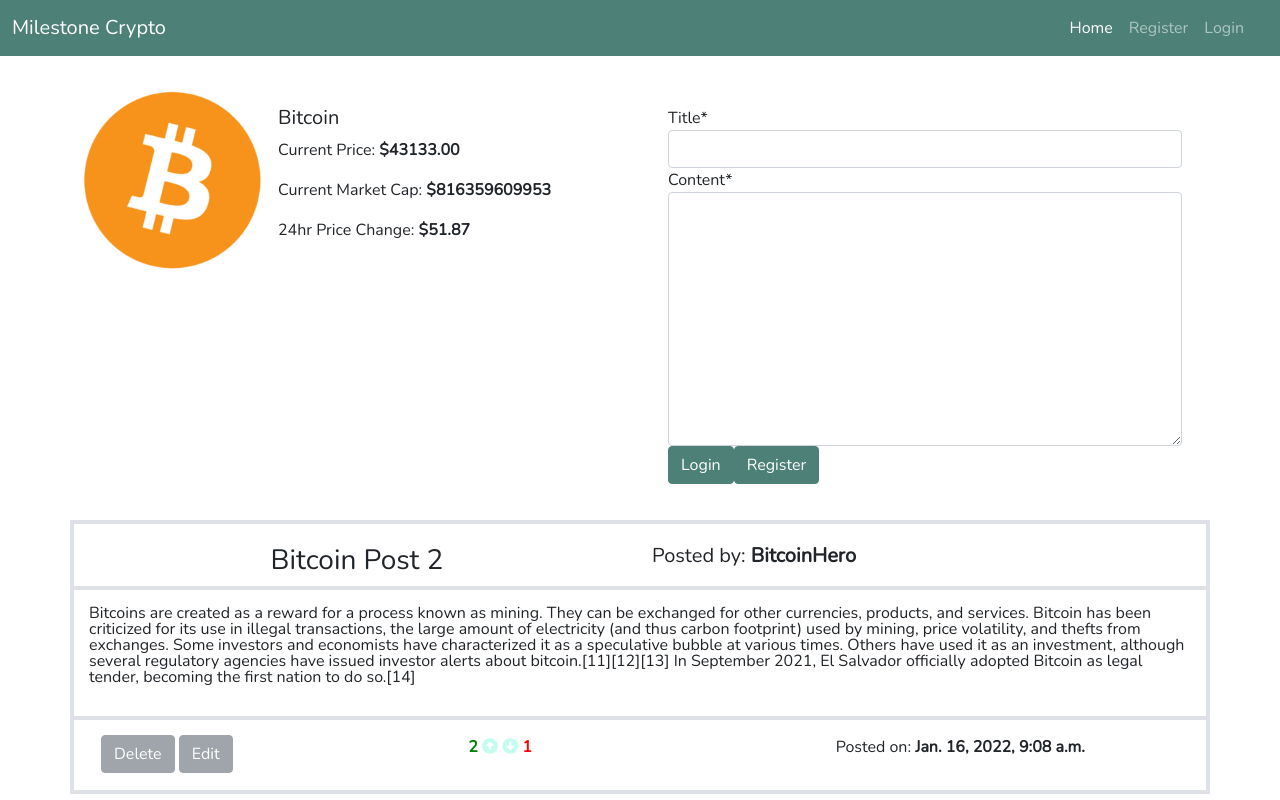 Milestone Crypto
Home Register Login
Bitcoin
Current Price: $43133.00
Current Market Cap: $816359609953
24hr Price Change: $51.87
Title*
Content*
Login Register
Bitcoin Post 2
Posted by: BitcoinHero
Bitcoins are created as a reward for a process known as mining. They can be exchanged for other currencies, products, and services. Bitcoin has been
criticized for its use in illegal transactions, the large amount of electricity (and thus carbon footprint) used by mining, price volatility, and thefts from
exchanges. Some investors and economists have characterized it as a speculative bubble at various times. Others have used it as an investment, although
several regulatory agencies have issued investor alerts about bitcoin.[11][12][13] In September 2021, El Salvador officially adopted Bitcoin as legal
tender, becoming the first nation to do so.[14]
Delete Edit
2 1
Posted on: Jan. 16, 2022, 9:08 a.m.